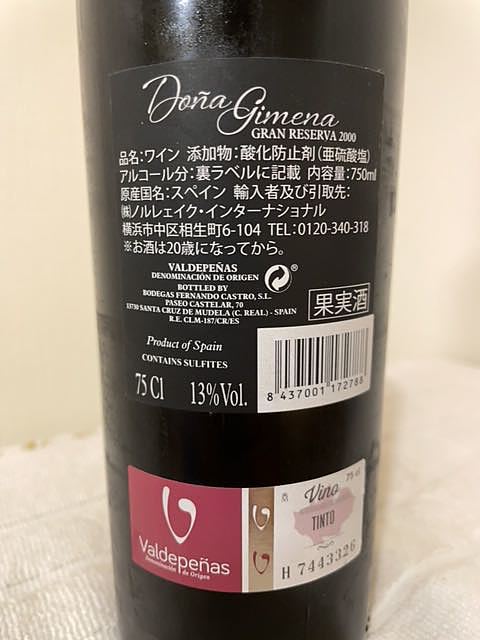 Doña Gimena
GRAN RESERVA 2000
品名:ワイン 添加物:酸化防止剤(亜硫酸塩)
アルコール分:裏ラベルに記載 内容量:750ml
原産国名:スペイン 輸入者及び引取先:
㈱ノルレェイク・インターナショナル
横浜市中区相生町6-104 TEL:0120-340-318
※お酒は20歳になってから。
VALDEPEÑAS
DENOMINACIÓN DE ORIGEN
BOTTLED BY
BODEGAS FERNANDO CASTRO, S.L.
PASEO CASTELAR, 70
13730 SANTA CRUZ DE MUDELA (C. REAL) - SPAIN
R.E. CLM-187/CR/ES
®
果実酒
Product of Spain
CONTAINS SULFITES
75 Cl 13% Vol.
8 437001 172788
Valdepeñas
Denominación de Origen
75 cl
Vino
TINTO
H 7443326